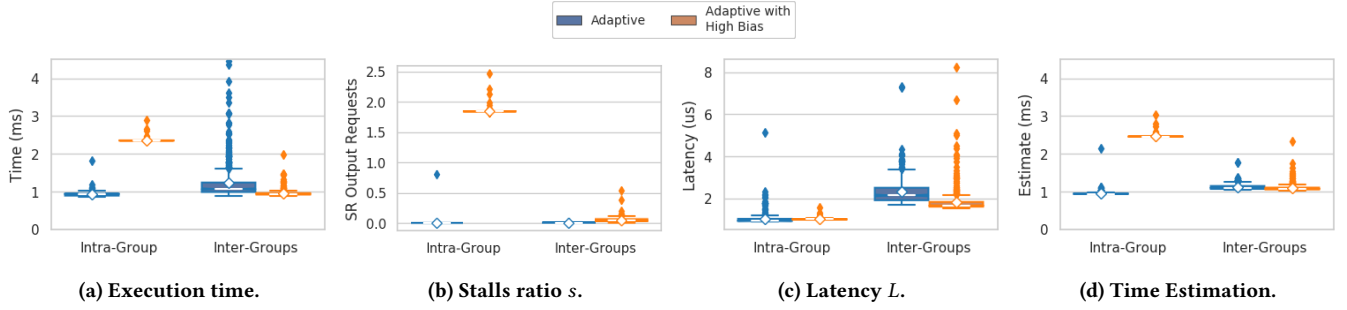 Adaptive
Adaptive with
High Bias
Time (ms)
4
3
2
1
0
Intra-Group
Inter-Groups
(a) Execution time.
SR Output Requests
2.5
2.0
1.5
1.0
0.5
0.0
Intra-Group
Inter-Groups
(b) Stalls ratio s.
Latency (us)
8
6
4
2
Intra-Group
Inter-Groups
(c) Latency L.
Estimate (ms)
4
3
2
1
0
Intra-Group
Inter-Groups
(d) Time Estimation.